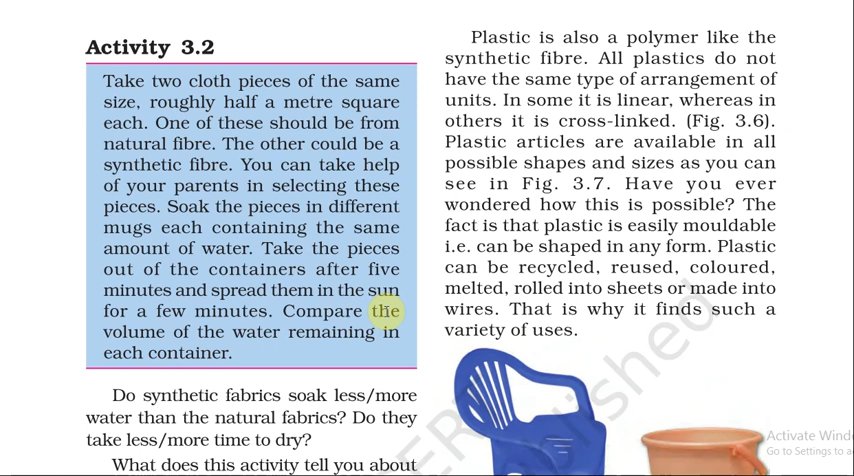 Activity 3.2
Take two cloth pieces of the same
size, roughly half a metre square
each. One of these should be from
natural fibre. The other could be a
synthetic fibre. You can take help
of your parents in selecting these
pieces. Soak the pieces in different
mugs each containing the same
amount of water. Take the pieces
out of the containers after five
minutes and spread them in the sun
for a few minutes. Compare the
volume of the water remaining in
each container.
Do synthetic fabrics soak less/more
water than the natural fabrics? Do they
take less/more time to dry?
What does this activity tell you about
Plastic is also a polymer like the
synthetic fibre. All plastics do not
have the same type of arrangement of
units. In some it is linear, whereas in
others it is cross-linked. (Fig. 3.6).
Plastic articles are available in all
possible shapes and sizes as you can
see in Fig. 3.7. Have you ever
wondered how this is possible? The
fact is that plastic is easily mouldable
i.e. can be shaped in any form. Plastic
can be recycled, reused, coloured,
melted, rolled into sheets or made into
wires. That is why it finds such a
variety of uses.
Activate Wind
Go to Settings to a